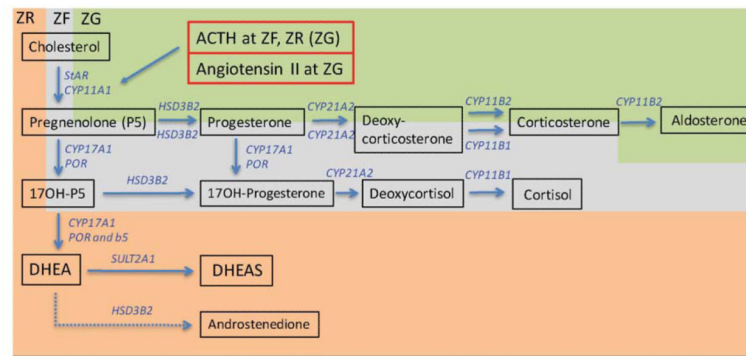 ZR ZF ZG
Cholesterol
ACTH at ZF, ZR (ZG)
Angiotensin II at ZG
StAR
CYP11A1
Pregnenolone (P5)
HSD3B2
HSD3B2
Progesterone
CYP21A2
CYP21A2
Deoxy-
corticosterone
CYP11B2
CYP11B1
Corticosterone
CYP11B2
Aldosterone
CYP17A1
POR
CYP17A1
POR
17OH-P5
HSD3B2
17OH-Progesterone
CYP21A2
Deoxycortisol
CYP11B1
Cortisol
CYP17A1
POR and b5
DHEA
SULT2A1
DHEAS
HSD3B2
Androstenedione